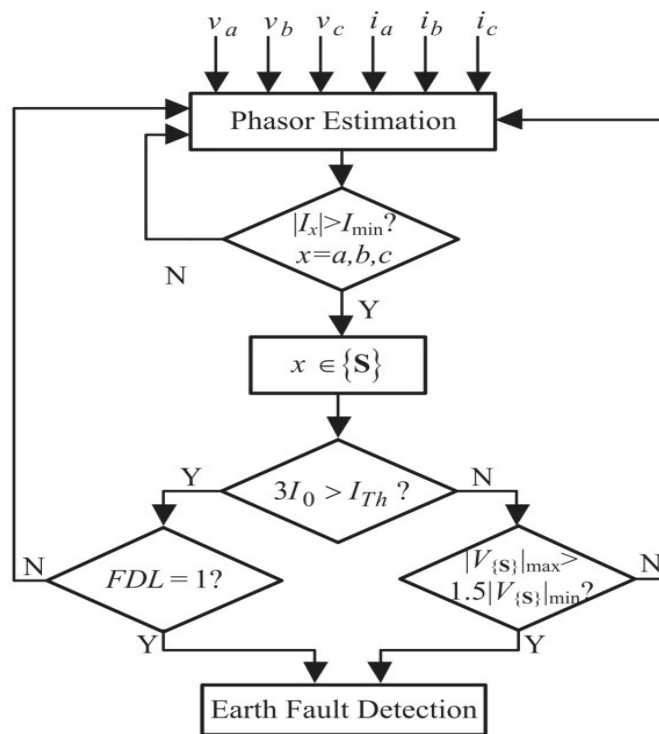 v_a v_b v_c i_a i_b i_c
Phasor Estimation
|I_x|>I_min?
x=a,b,c
N
Y
x ∈{S}
Y
N
3I_0 > I_Th ?
N
FDL = 1?
|V_{S}|_max>
1.5|V_{S}|_min?
N
Y
Y
Earth Fault Detection